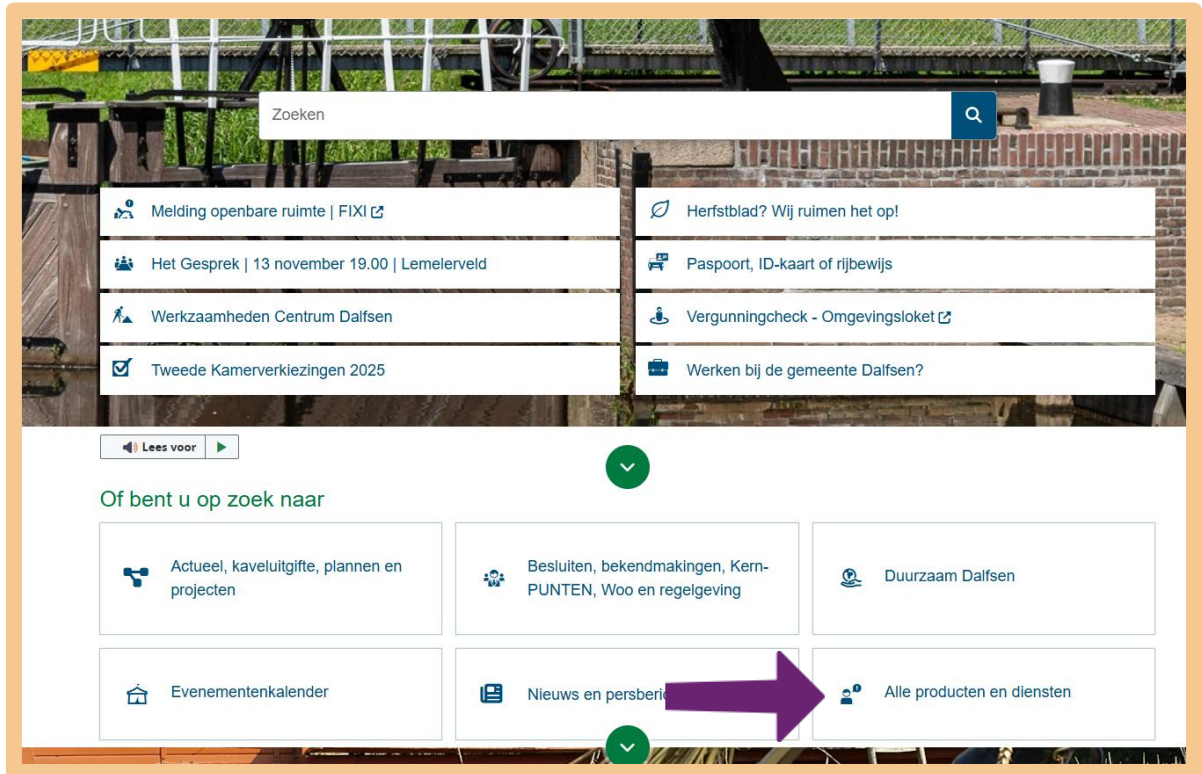 Zoeken
Melding openbare ruimte | FIXI
Herfstblad? Wij ruimen het op!
Het Gesprek | 13 november 19.00 | Lemelerveld
Paspoort, ID-kaart of rijbewijs
Werkzaamheden Centrum Dalfsen
Vergunningcheck - Omgevingsloket
Tweede Kamerverkiezingen 2025
Werken bij de gemeente Dalfsen?
Lees voor
Of bent u op zoek naar
Actueel, kaveluitgifte, plannen en
projecten
Besluiten, bekendmakingen, Kern-
PUNTEN, Woo en regelgeving
Duurzaam Dalfsen
Evenementenkalender
Nieuws en
Alle producten en diensten